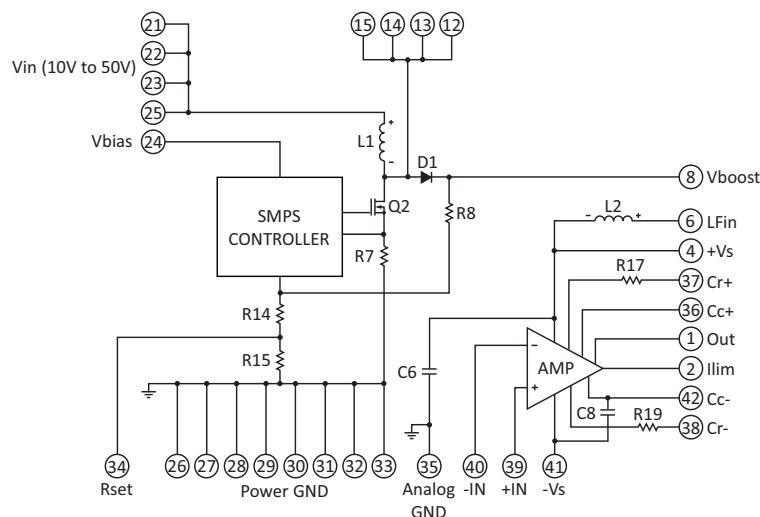 21
15 14 13 12
22
Vin (10V to 50V)
23
25
L1
+
-
Vbias 24
D1
8 Vboost
SMPS
CONTROLLER
Q2
R8
L2
- +
6 LFin
R7
4 +Vs
R17
37 Cr+
R14
36 Cc+
1 Out
R15
C6
-
AMP
+
2 Ilim
42 Cc-
C8
R19
38 Cr-
34 26 27 28 29 30 31 32 33 35 40 39 41
Rset
Power GND
Analog
GND
-IN
+IN
-Vs